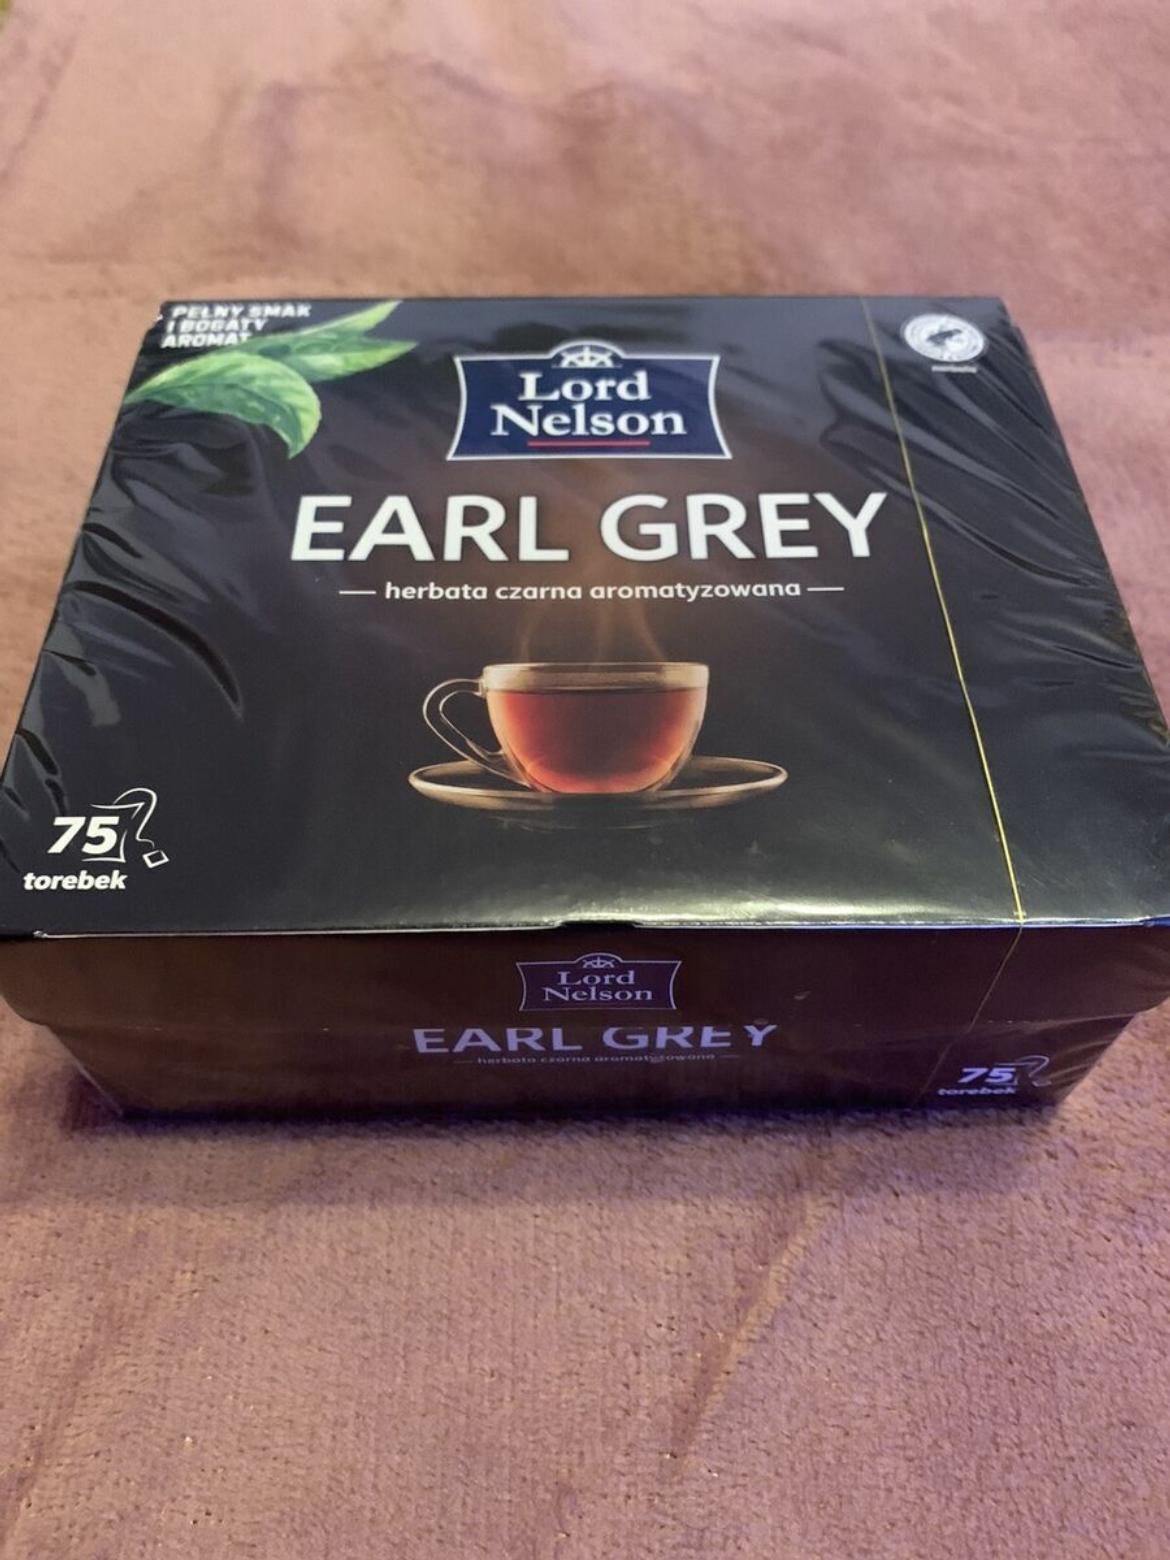 PEŁNY SMAK
I BOGATY
AROMAT
Lord
Nelson
EARL GREY
herbata czarna aromatyzowana
75
torebek
Lord
Nelson
EARL GREY
herbata czarna aromatyzowana
75
torebek